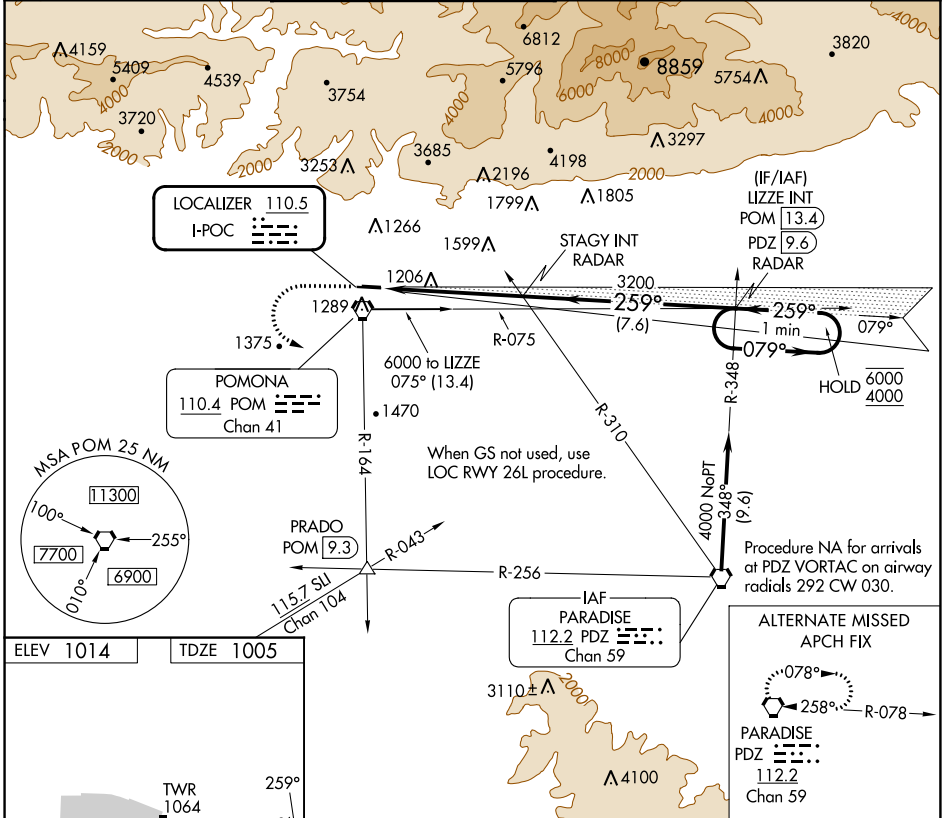 4159
5409
4000
4539
3720
2000
3754
2000
3253
3685
6812
5796
4000
6000
8000
8859
5754
3820
4000
4000
3297
4198
2000
2196
1799
1805
LOCALIZER 110.5
I-POC
1266
1599
STAGY INT
RADAR
(IF/IAF)
LIZZE INT
POM 13.4
PDZ 9.6
RADAR
1206
3200
1289
259°
(7.6)
259°
1 min
079°
079°
R-075
1375
6000 to LIZZE
075° (13.4)
HOLD 6000
4000
POMONA
110.4 POM
Chan 41
1470
R-164
R-310
R-348
When GS not used, use
LOC RWY 26L procedure.
4000 NoPT
348°
(9.6)
MSA POM 25 NM
11300
100°
255°
7700
6900
010°
PRADO
POM 9.3
R-043
115.7 SLI
Chan 104
R-256
Procedure NA for arrivals
at PDZ VORTAC on airway
radials 292 CW 030.
IAF
PARADISE
112.2 PDZ
Chan 59
ALTERNATE MISSED
APCH FIX
078°
258°
R-078
PARADISE
PDZ
112.2
Chan 59
ELEV 1014
TDZE 1005
3110±
2000
4100
TWR
1064
259°